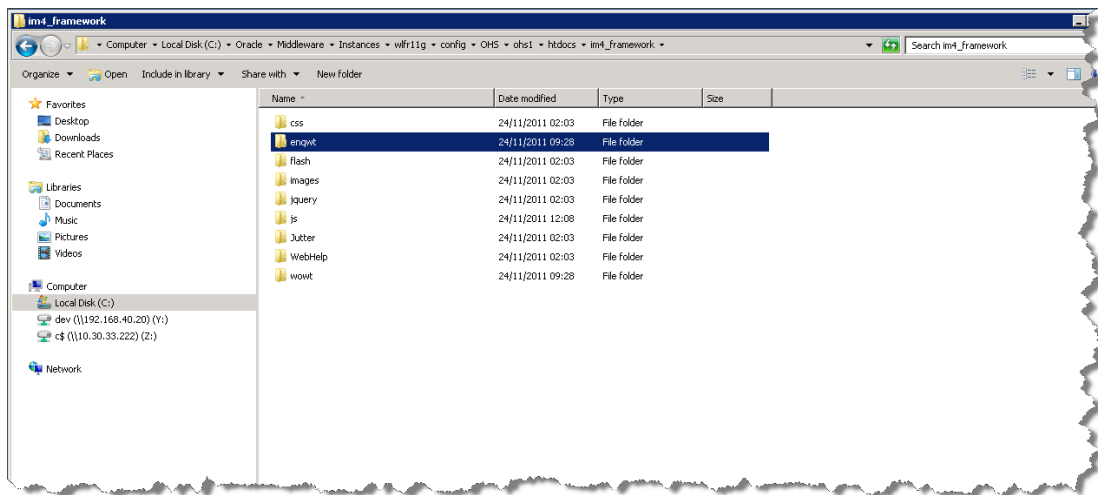 im4_framework
Computer Local Disk (C:) Oracle Middleware Instances wlfr11g config OHS ohs1 htdocs im4_framework
Search im4_framework
Organize Open Include in library Share with New folder
Favorites
Desktop
Downloads
Recent Places
Libraries
Documents
Music
Pictures
Videos
Computer
Local Disk (C:)
dev (\\192.168.40.20) (Y:)
c$ (\\10.30.33.222) (Z:)
Network
Name Date modified Type Size
css 24/11/2011 02:03 File folder
enqwt 24/11/2011 09:28 File folder
flash 24/11/2011 02:03 File folder
images 24/11/2011 02:03 File folder
jquery 24/11/2011 02:03 File folder
js 24/11/2011 12:08 File folder
Jutter 24/11/2011 02:03 File folder
WebHelp 24/11/2011 02:03 File folder
wowt 24/11/2011 09:28 File folder